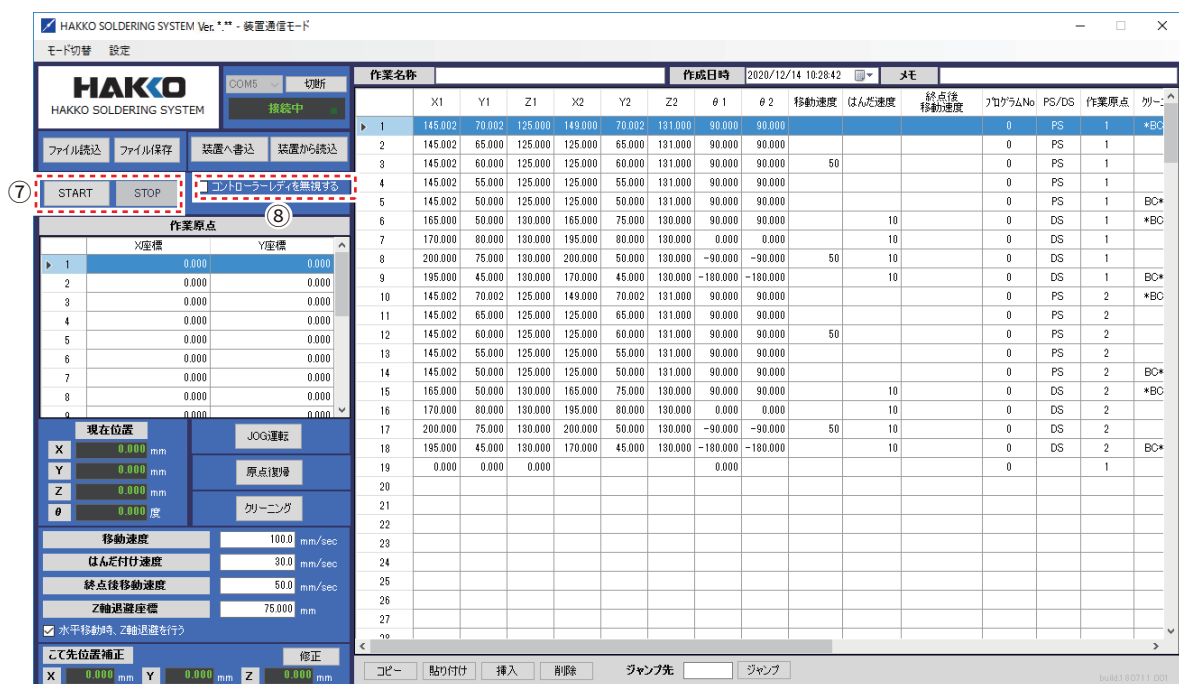 HAKKO SOLDERING SYSTEM Ver. *.** - 装置通信モード
モード切替 設定
HAKKO
HAKKO SOLDERING SYSTEM
COM5 切断
接続中
ファイル読込 ファイル保存 装置へ書込 装置から読込
⑦ START STOP コントローラーレディを無視する
⑧
作業原点
X座標 Y座標
1 0.000 0.000
2 0.000 0.000
3 0.000 0.000
4 0.000 0.000
5 0.000 0.000
6 0.000 0.000
7 0.000 0.000
8 0.000 0.000
9 0.000 0.000
現在位置
X 0.000 mm
Y 0.000 mm
Z 0.000 mm
θ 0.000 度
JOG運転
原点復帰
クリーニング
移動速度 100.0 mm/sec
はんだ付け速度 30.0 mm/sec
終点後移動速度 50.0 mm/sec
Z軸退避座標 75.000 mm
水平移動時、Z軸退避を行う
こて先位置補正 修正
X 0.000 mm Y 0.000 mm Z 0.000 mm
作業名称 作成日時 2020/12/14 10:28:42 メモ
X1 Y1 Z1 X2 Y2 Z2 θ1 θ2 移動速度 はんだ速度 終点後移動速度 プログラムNo PS/DS 作業原点 クリーニ
1 145.002 70.002 125.000 149.000 70.002 131.000 90.000 90.000 0 PS 1 *BC
2 145.002 65.000 125.000 125.000 65.000 131.000 90.000 90.000 0 PS 1
3 145.002 60.000 125.000 125.000 60.000 131.000 90.000 90.000 50 0 PS 1
4 145.002 55.000 125.000 125.000 55.000 131.000 90.000 90.000 0 PS 1
5 145.002 50.000 125.000 125.000 50.000 131.000 90.000 90.000 0 PS 1 BC*
6 165.000 50.000 130.000 165.000 75.000 130.000 90.000 90.000 10 0 DS 1 *BC
7 170.000 80.000 130.000 195.000 80.000 130.000 0.000 0.000 10 0 DS 1
8 200.000 75.000 130.000 200.000 50.000 130.000 -90.000 -90.000 50 10 0 DS 1
9 195.000 45.000 130.000 170.000 45.000 130.000 -180.000 -180.000 10 0 DS 1 BC*
10 145.002 70.002 125.000 149.000 70.002 131.000 90.000 90.000 0 PS 2 *BC
11 145.002 65.000 125.000 125.000 65.000 131.000 90.000 90.000 0 PS 2
12 145.002 60.000 125.000 125.000 60.000 131.000 90.000 90.000 50 0 PS 2
13 145.002 55.000 125.000 125.000 55.000 131.000 90.000 90.000 0 PS 2
14 145.002 50.000 125.000 125.000 50.000 131.000 90.000 90.000 0 PS 2 BC*
15 165.000 50.000 130.000 165.000 75.000 130.000 90.000 90.000 10 0 DS 2 *BC
16 170.000 80.000 130.000 195.000 80.000 130.000 0.000 0.000 10 0 DS 2
17 200.000 75.000 130.000 200.000 50.000 130.000 -90.000 -90.000 50 10 0 DS 2
18 195.000 45.000 130.000 170.000 45.000 130.000 -180.000 -180.000 10 0 DS 2 BC*
19 0.000 0.000 0.000 0.000 0 1
20
21
22
23
24
25
26
27
28
コピー 貼り付け 挿入 削除 ジャンプ先 ジャンプ
build.180711.001